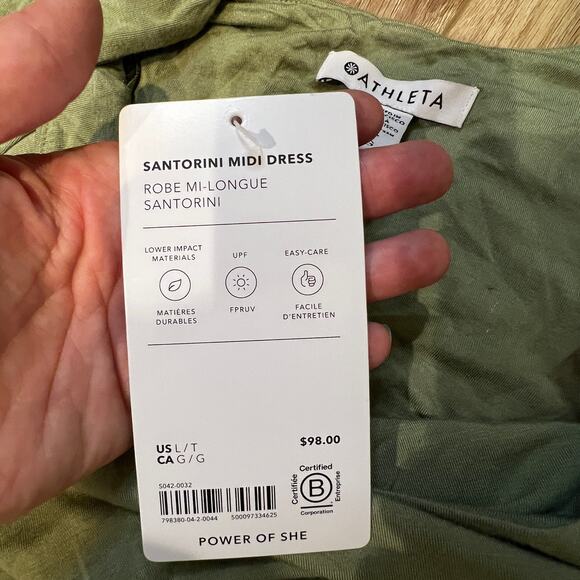 ATHLETA
SANTORINI MIDI DRESS
ROBE MI-LONGUE
SANTORINI
LOWER IMPACT
MATERIALS
UPF
EASY-CARE
MATIÈRES
DURABLES
FPRUV
FACILE
D'ENTRETIEN
US L / T
CA G / G
$98.00
S042-0032
798380-04-2-0044 500097334625
Certified
Certifiée
B
Entreprise
Corporation
POWER OF SHE